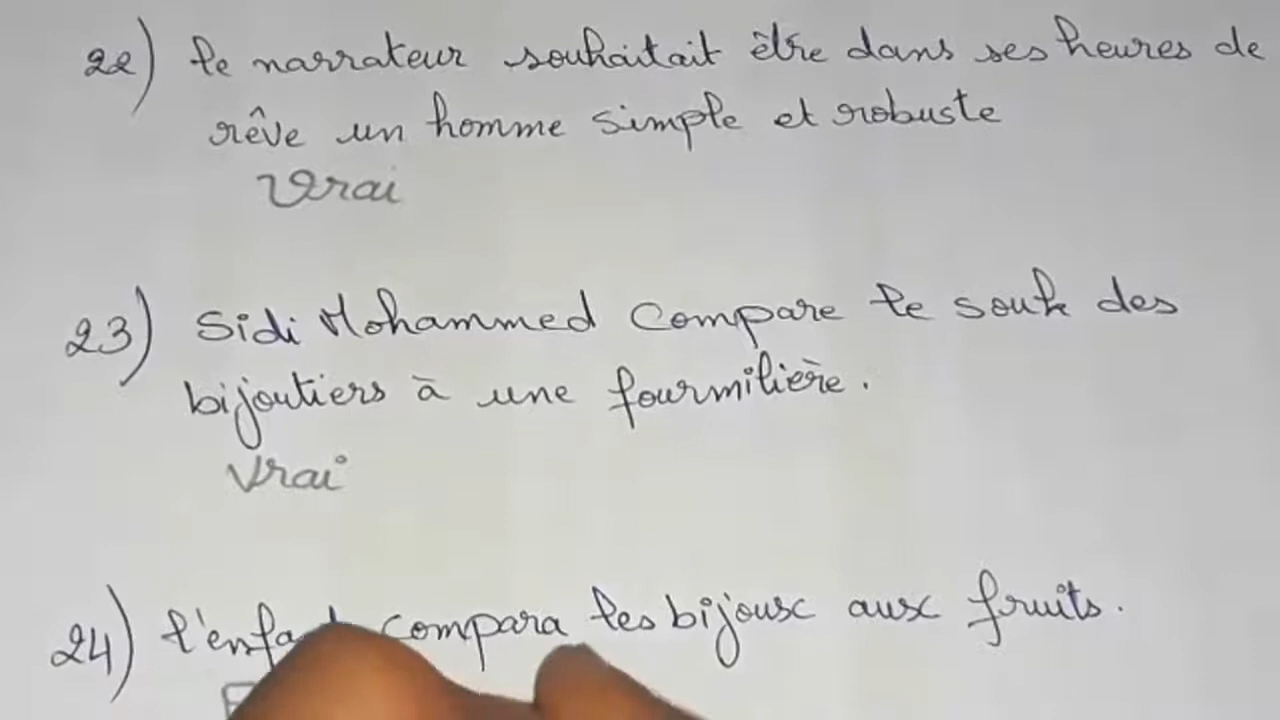 22) le narrateur souhaitait être dans ses heures de
rêve un homme simple et robuste
Vrai
23) Sidi Mohammed compare le souk des
bijoutiers à une fourmilière.
Vrai
24) l'enfant compara les bijoux aux fruits.